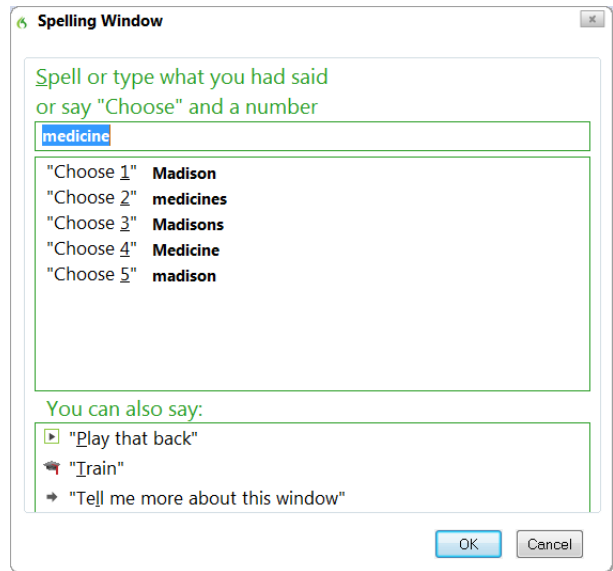 Spelling Window
Spell or type what you had said
or say "Choose" and a number
medicine
"Choose 1" Madison
"Choose 2" medicines
"Choose 3" Madisons
"Choose 4" Medicine
"Choose 5" madison
You can also say:
"Play that back"
"Train"
"Tell me more about this window"
OK Cancel